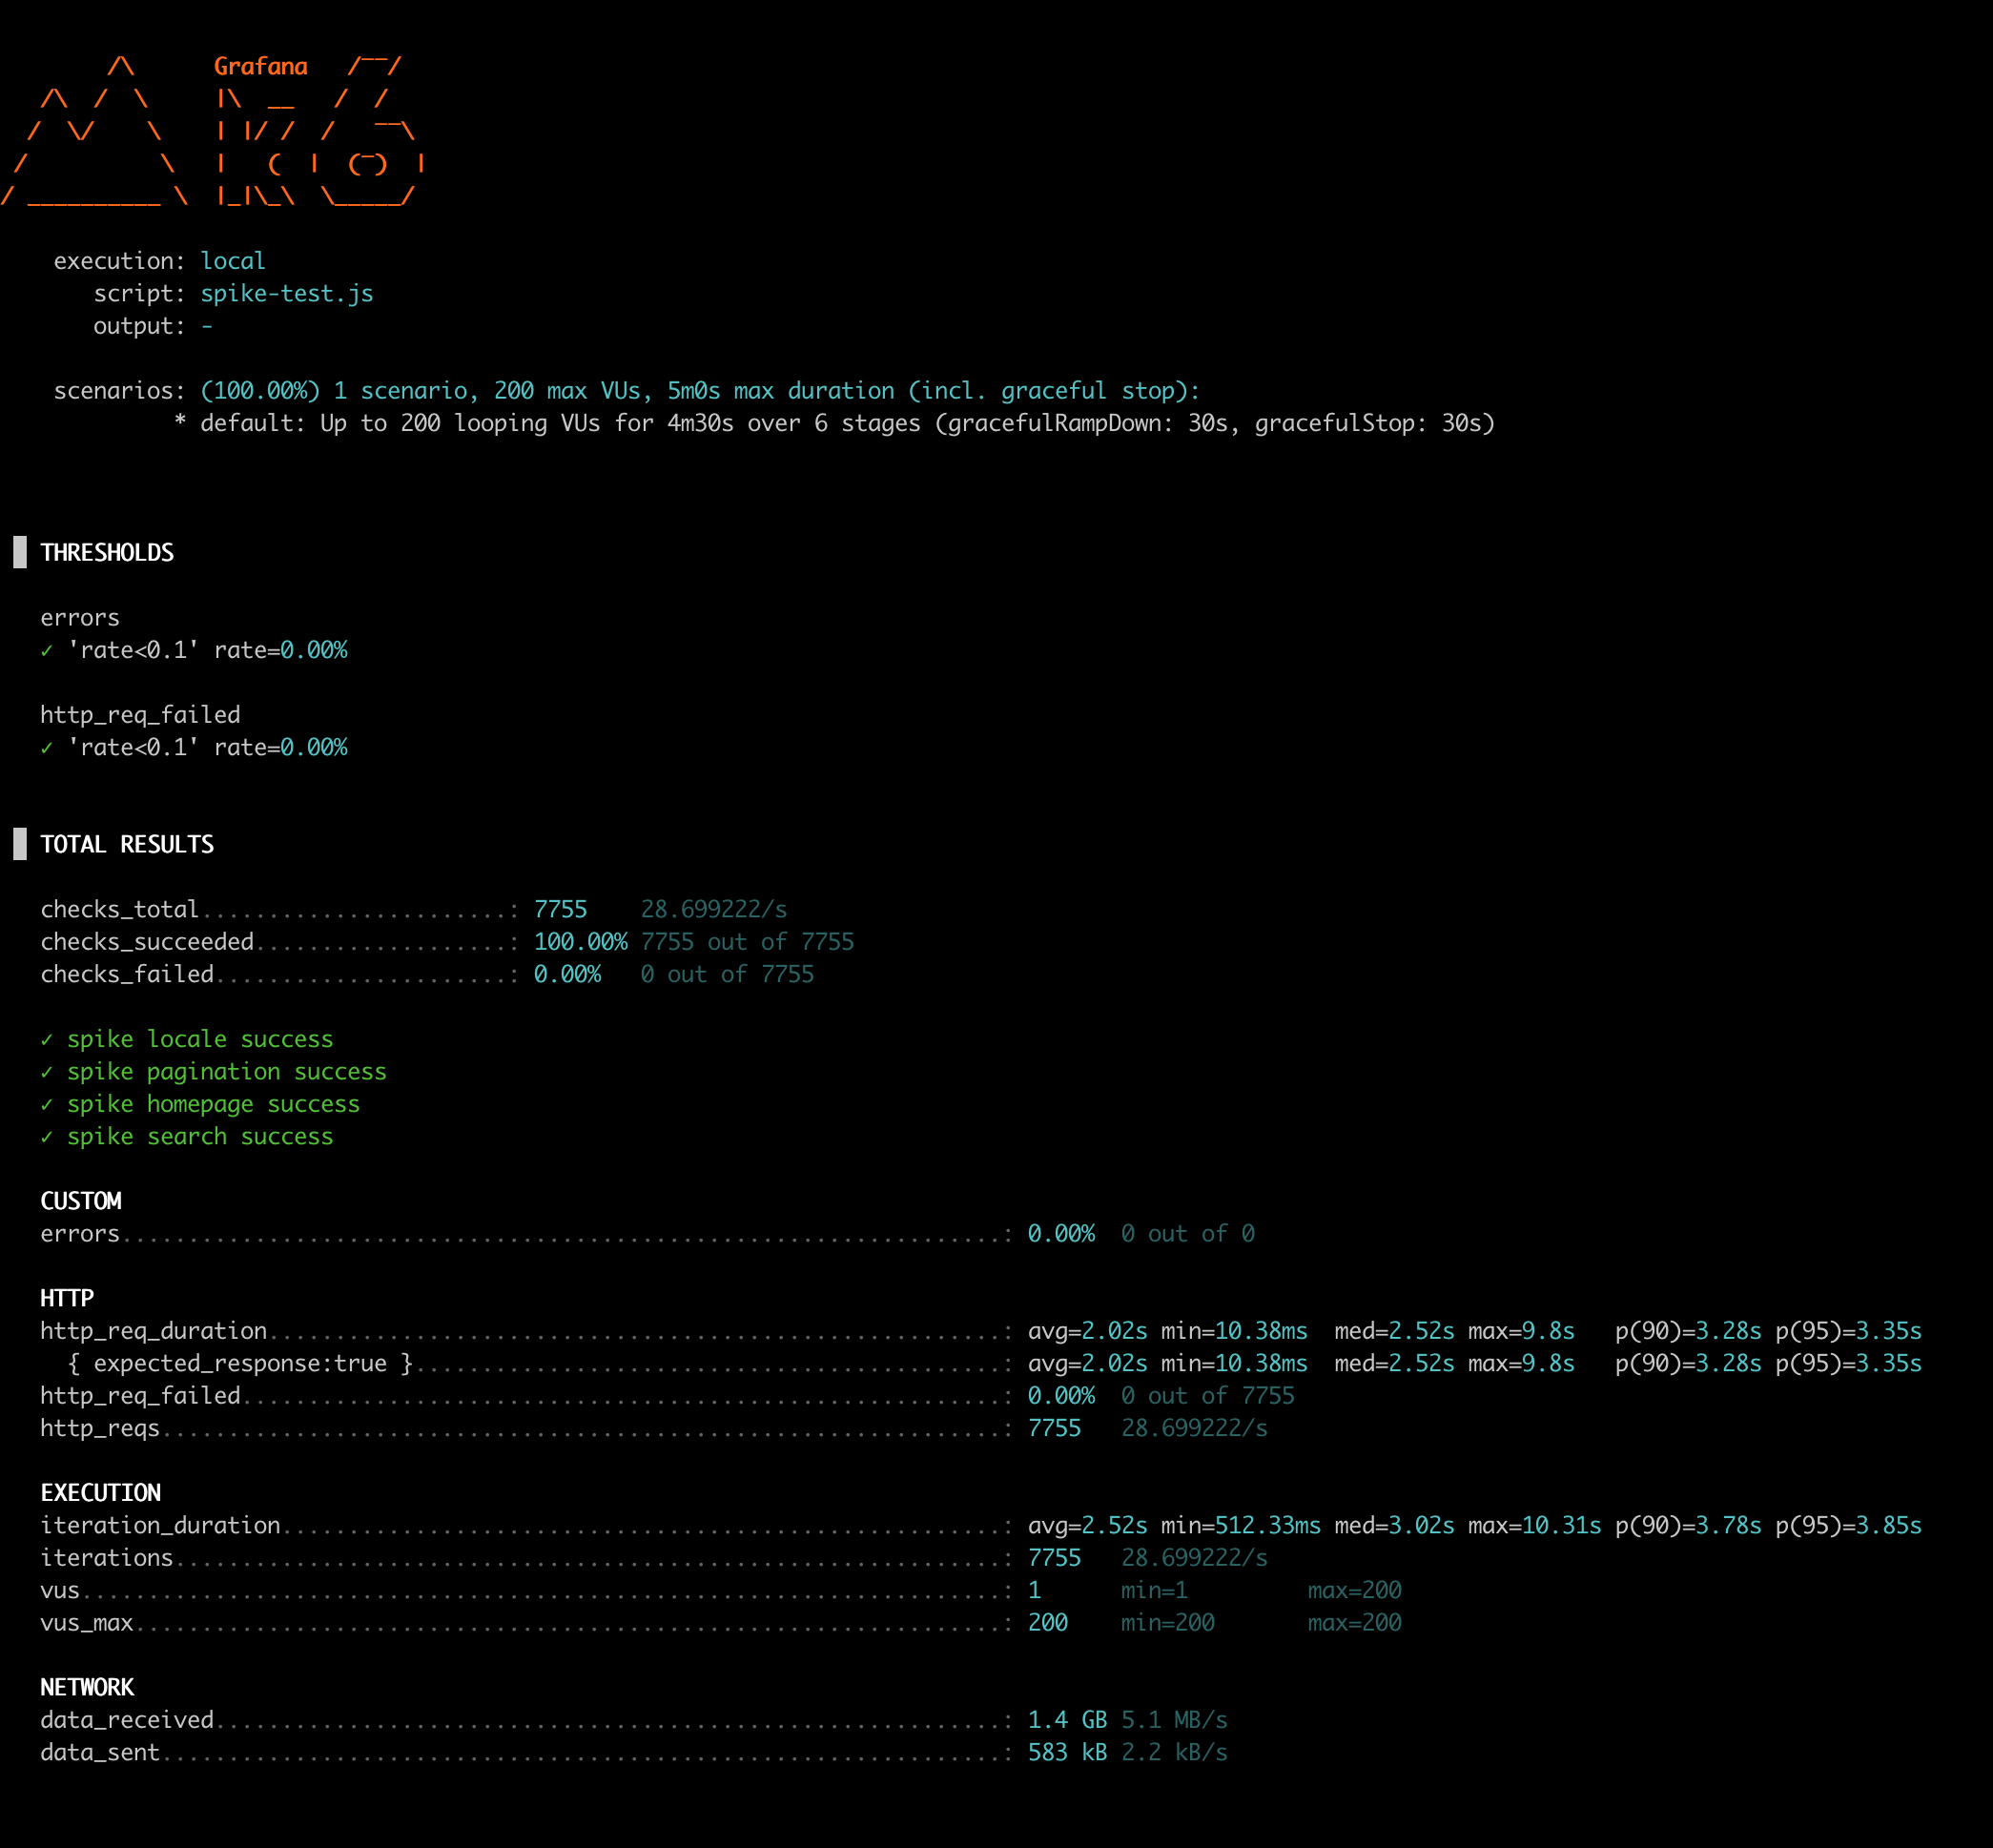 /\      Grafana   /‾‾/
    /\  /  \     |\  __   /  /
   /  \/    \    | |/ /  /   ‾‾\
  /          \   |   (  |  (‾)  |
 / __________ \  |_|\_\  \_____/

     execution: local
        script: spike-test.js
        output: -

     scenarios: (100.00%) 1 scenario, 200 max VUs, 5m0s max duration (incl. graceful stop):
              * default: Up to 200 looping VUs for 4m30s over 6 stages (gracefulRampDown: 30s, gracefulStop: 30s)

  █ THRESHOLDS

    errors
    ✓ 'rate<0.1' rate=0.00%

    http_req_failed
    ✓ 'rate<0.1' rate=0.00%

  █ TOTAL RESULTS

    checks_total.......................: 7755    28.699222/s
    checks_succeeded...................: 100.00% 7755 out of 7755
    checks_failed......................: 0.00%   0 out of 7755

    ✓ spike locale success
    ✓ spike pagination success
    ✓ spike homepage success
    ✓ spike search success

    CUSTOM
    errors..................................................................: 0.00%  0 out of 0

    HTTP
    http_req_duration.......................................................: avg=2.02s min=10.38ms  med=2.52s max=9.8s   p(90)=3.28s p(95)=3.35s
      { expected_response:true }............................................: avg=2.02s min=10.38ms  med=2.52s max=9.8s   p(90)=3.28s p(95)=3.35s
    http_req_failed.........................................................: 0.00%  0 out of 7755
    http_reqs...............................................................: 7755   28.699222/s

    EXECUTION
    iteration_duration......................................................: avg=2.52s min=512.33ms med=3.02s max=10.31s p(90)=3.78s p(95)=3.85s
    iterations..............................................................: 7755   28.699222/s
    vus.....................................................................: 1      min=1         max=200
    vus_max.................................................................: 200    min=200       max=200

    NETWORK
    data_received...........................................................: 1.4 GB 5.1 MB/s
    data_sent...............................................................: 583 kB 2.2 kB/s